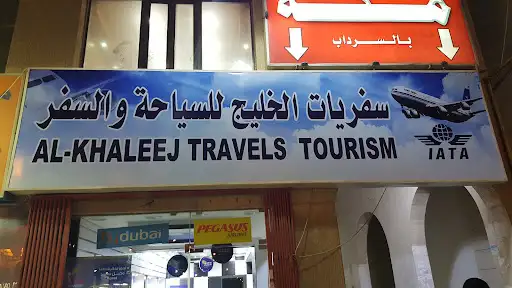 بالسرداب
سفريات الخليج للسياحة والسفر
AL-KHALEEJ TRAVELS TOURISM
IATA
dubai
PEGASUS